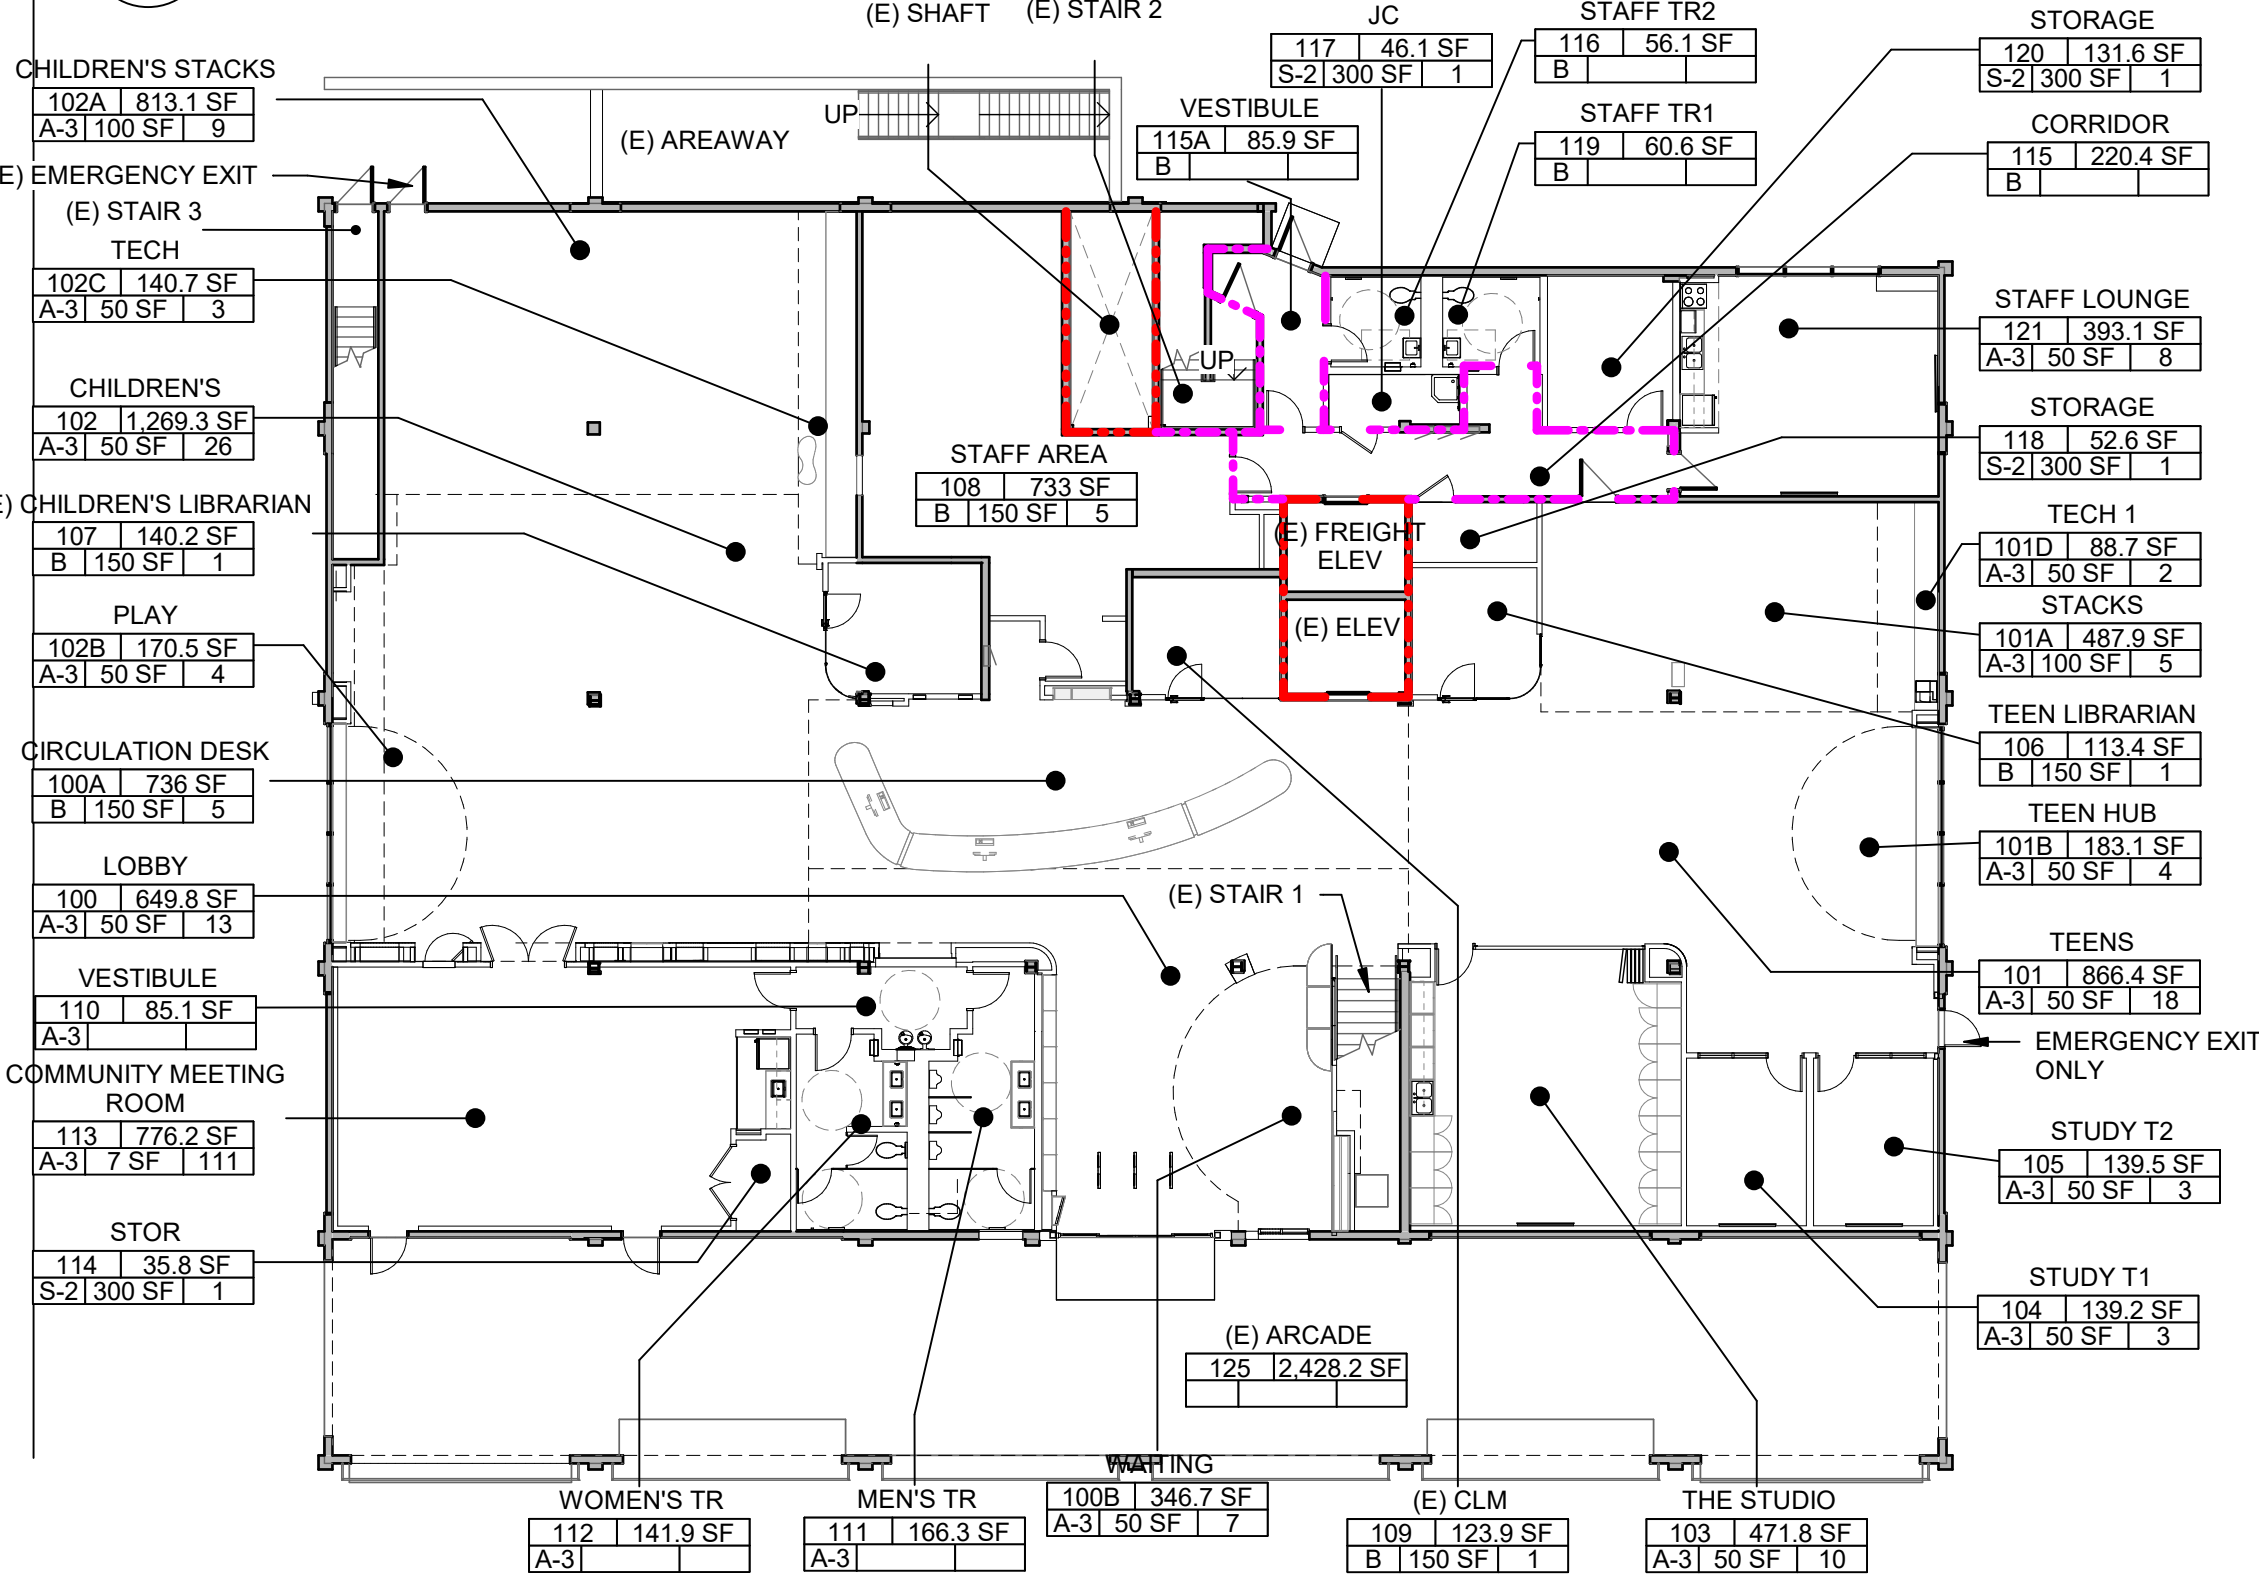 (E) SHAFT
(E) STAIR 2
JC
117 46.1 SF
S-2 300 SF 1
STAFF TR2
116 56.1 SF
B
STORAGE
120 131.6 SF
S-2 300 SF 1
CHILDREN'S STACKS
102A 813.1 SF
A-3 100 SF 9
UP
(E) AREAWAY
VESTIBULE
115A 85.9 SF
B
STAFF TR1
119 60.6 SF
B
CORRIDOR
115 220.4 SF
B
E) EMERGENCY EXIT
(E) STAIR 3
TECH
102C 140.7 SF
A-3 50 SF 3
STAFF LOUNGE
121 393.1 SF
A-3 50 SF 8
UP
CHILDREN'S
102 1,269.3 SF
A-3 50 SF 26
STORAGE
118 52.6 SF
S-2 300 SF 1
STAFF AREA
108 733 SF
B 150 SF 5
E) CHILDREN'S LIBRARIAN
107 140.2 SF
B 150 SF 1
(E) FREIGHT
ELEV
TECH 1
101D 88.7 SF
A-3 50 SF 2
STACKS
101A 487.9 SF
A-3 100 SF 5
PLAY
102B 170.5 SF
A-3 50 SF 4
(E) ELEV
TEEN LIBRARIAN
106 113.4 SF
B 150 SF 1
CIRCULATION DESK
100A 736 SF
B 150 SF 5
TEEN HUB
101B 183.1 SF
A-3 50 SF 4
LOBBY
100 649.8 SF
A-3 50 SF 13
(E) STAIR 1
TEENS
101 866.4 SF
A-3 50 SF 18
VESTIBULE
110 85.1 SF
A-3
EMERGENCY EXIT
ONLY
COMMUNITY MEETING
ROOM
113 776.2 SF
A-3 7 SF 111
STUDY T2
105 139.5 SF
A-3 50 SF 3
STOR
114 35.8 SF
S-2 300 SF 1
STUDY T1
104 139.2 SF
A-3 50 SF 3
(E) ARCADE
125 2,428.2 SF
WOMEN'S TR
112 141.9 SF
A-3
MEN'S TR
111 166.3 SF
A-3
WAITING
100B 346.7 SF
A-3 50 SF 7
(E) CLM
109 123.9 SF
B 150 SF 1
THE STUDIO
103 471.8 SF
A-3 50 SF 10